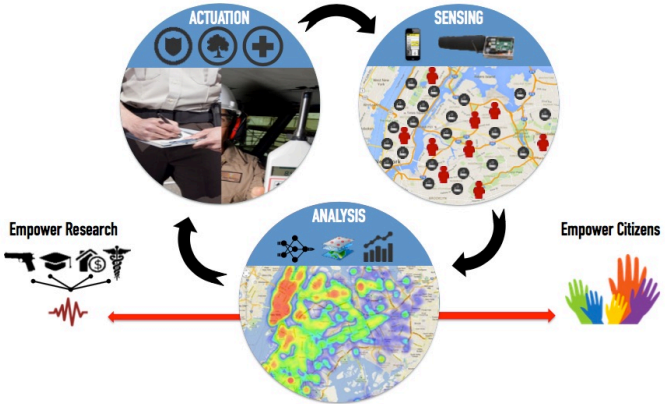 ACTUATION
SENSING
ANALYSIS
Empower Research
Empower Citizens